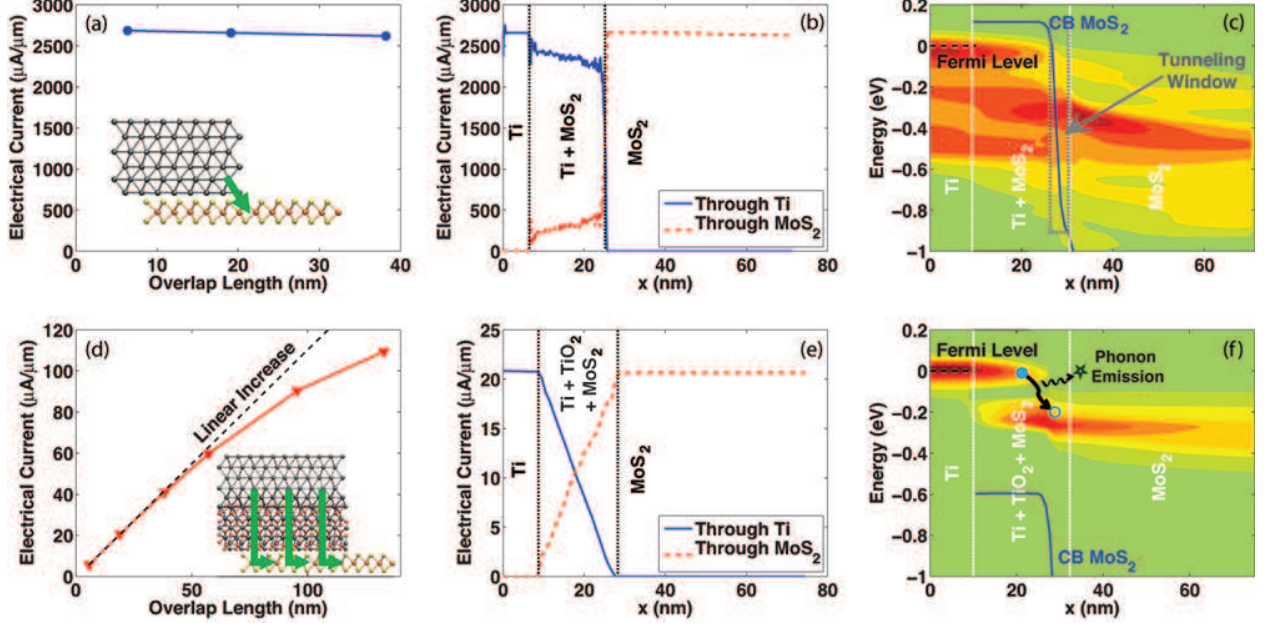 (a)
Electrical Current (μA/μm)
3000
2500
2000
1500
1000
500
0
0
10
20
30
40
Overlap Length (nm)
(b)
Electrical Current (μA/μm)
3000
2500
2000
1500
1000
500
0
Ti
Ti + MoS2
MoS2
Through Ti
Through MoS2
0
20
40
60
80
x (nm)
(c)
Energy (eV)
0.2
0
−0.2
−0.4
−0.6
−0.8
−1
CB MoS2
Fermi Level
Tunneling
Window
Ti
Ti + MoS2
MoS2
0
20
40
60
x (nm)
(d)
Electrical Current (μA/μm)
120
100
80
60
40
20
0
Linear Increase
0
50
100
Overlap Length (nm)
(e)
Electrical Current (μA/μm)
25
20
15
10
5
0
Ti
Ti + TiO2
+ MoS2
MoS2
Through Ti
Through MoS2
0
20
40
60
80
x (nm)
(f)
Energy (eV)
0.2
0
−0.2
−0.4
−0.6
−0.8
−1
Fermi Level
Phonon
Emission
Ti
Ti + TiO2 + MoS2
MoS2
CB MoS2
0
20
40
60
x (nm)